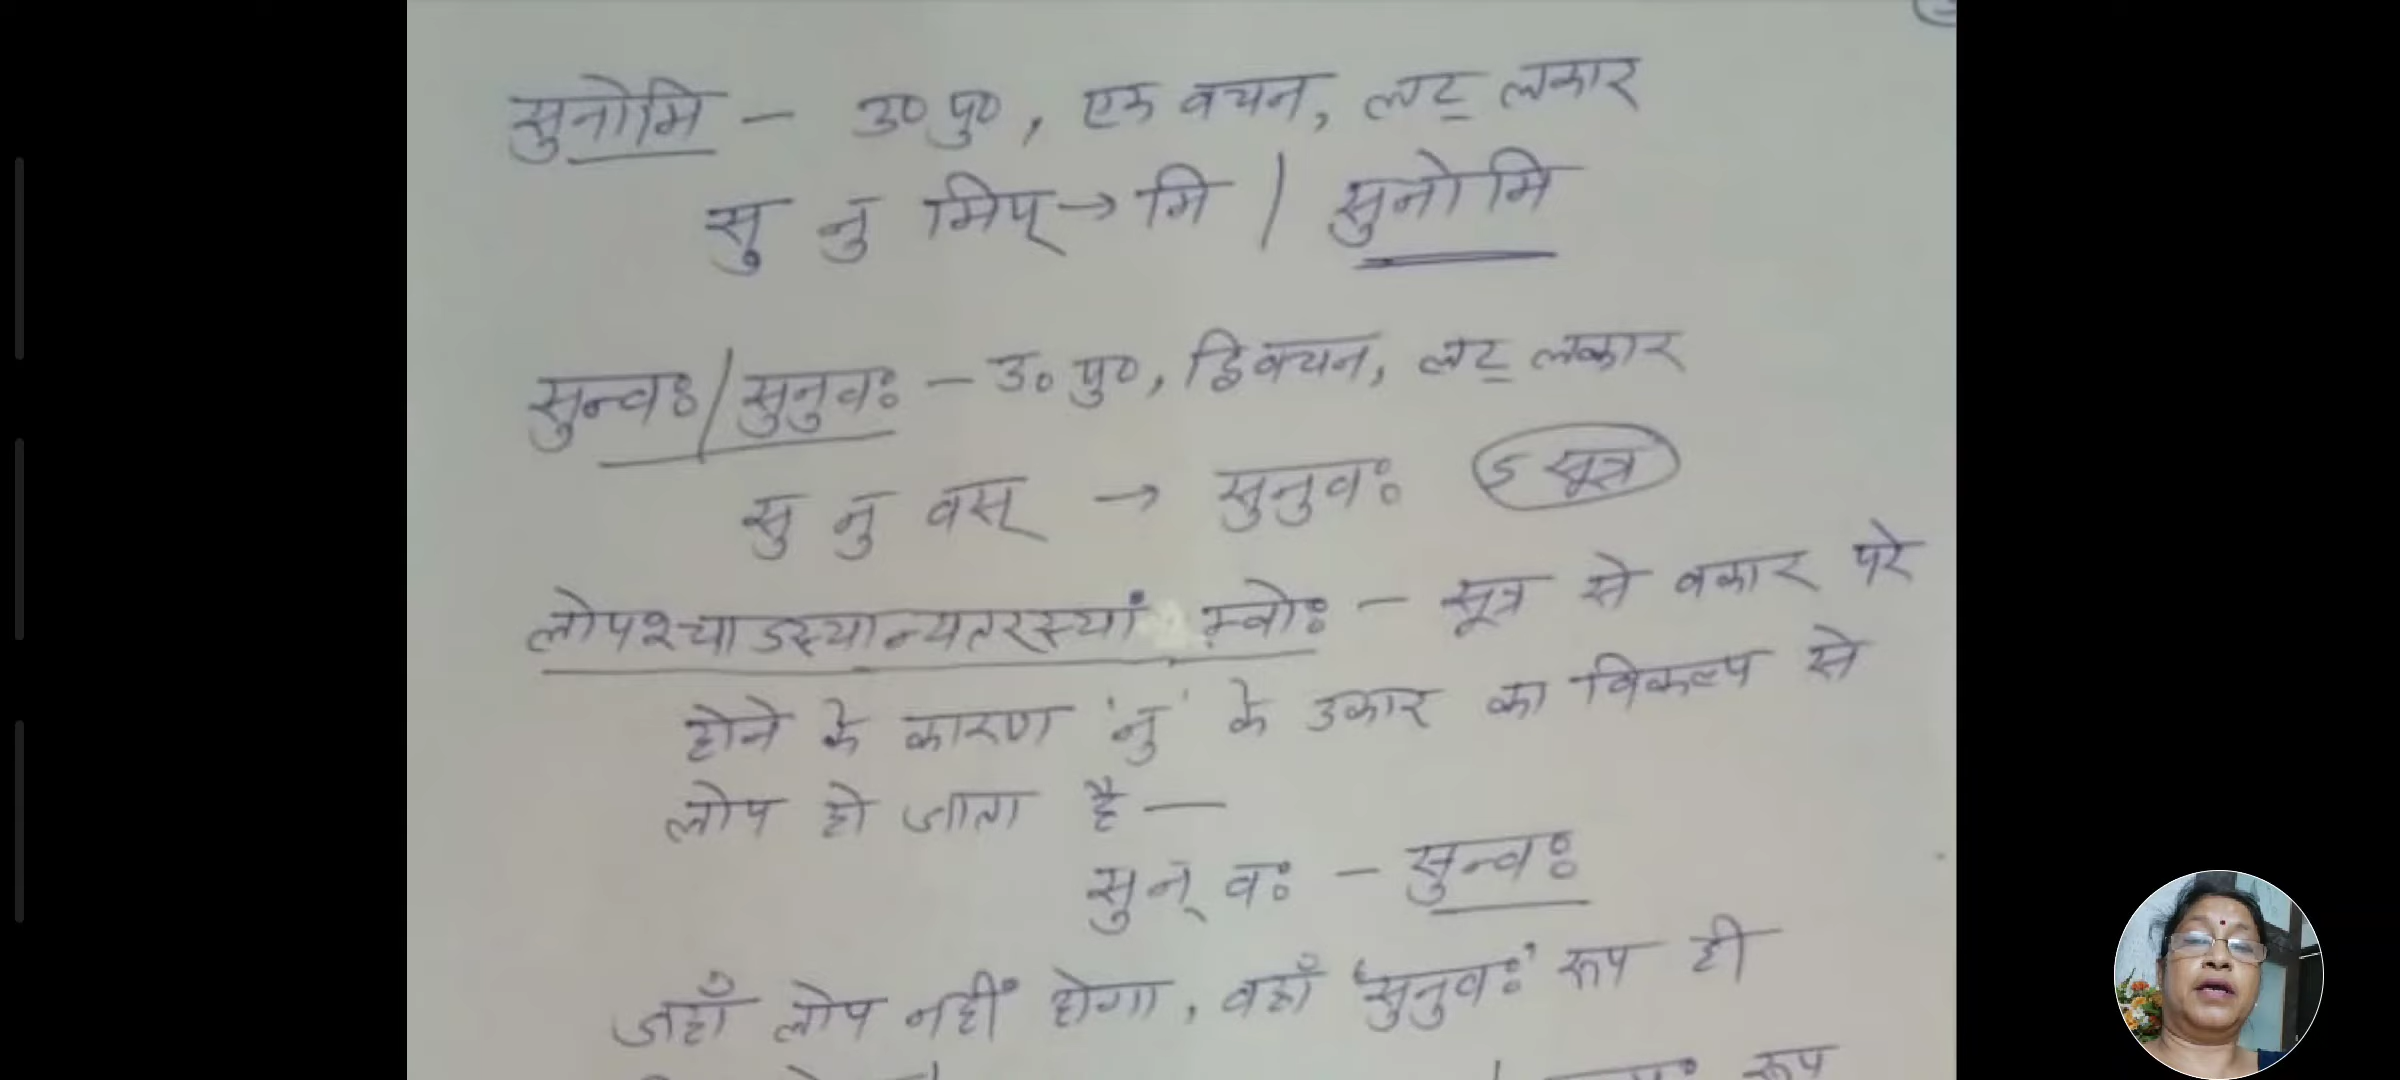 सुनोमि – उ० पु०, एक वचन, लट् लकार
सु नु मिप् → मि / सुनोमि
सुन्वः / सुनुवः – उ० पु०, द्विवचन, लट् लकार
सु नु वस् → सुनुवः 5 सूत्र
लोपश्चाऽस्यान्यतरस्यां म्वोः – सूत्र से वकार परे
होने के कारण 'नु' के उकार का विकल्प से
लोप हो जाता है —
सुन् वः – सुन्वः
जहाँ लोप नहीं होगा, वहाँ 'सुनुवः' रूप ही
रूप